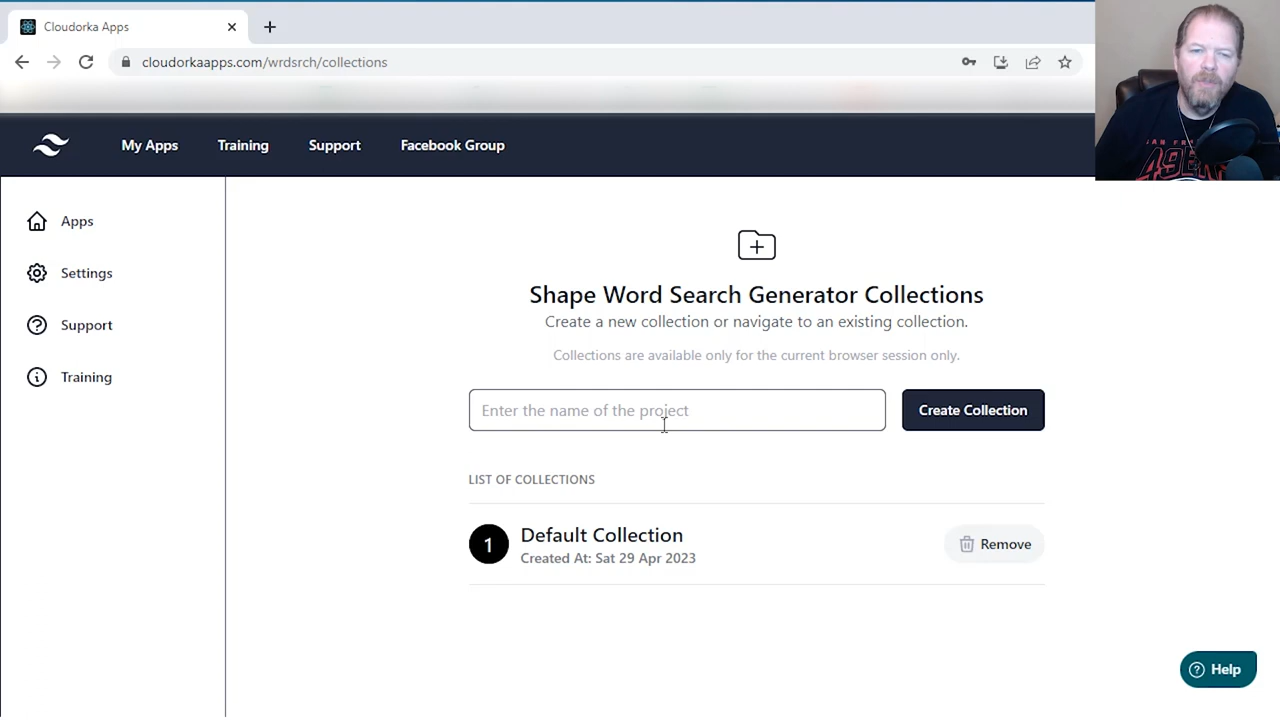 Cloudorka Apps
cloudorkaapps.com/wrdsrch/collections
My Apps Training Support Facebook Group
Apps
Settings
Support
Training
Shape Word Search Generator Collections
Create a new collection or navigate to an existing collection.
Collections are available only for the current browser session only.
Enter the name of the project
Create Collection
LIST OF COLLECTIONS
1
Default Collection
Created At: Sat 29 Apr 2023
Remove
Help
49ERS